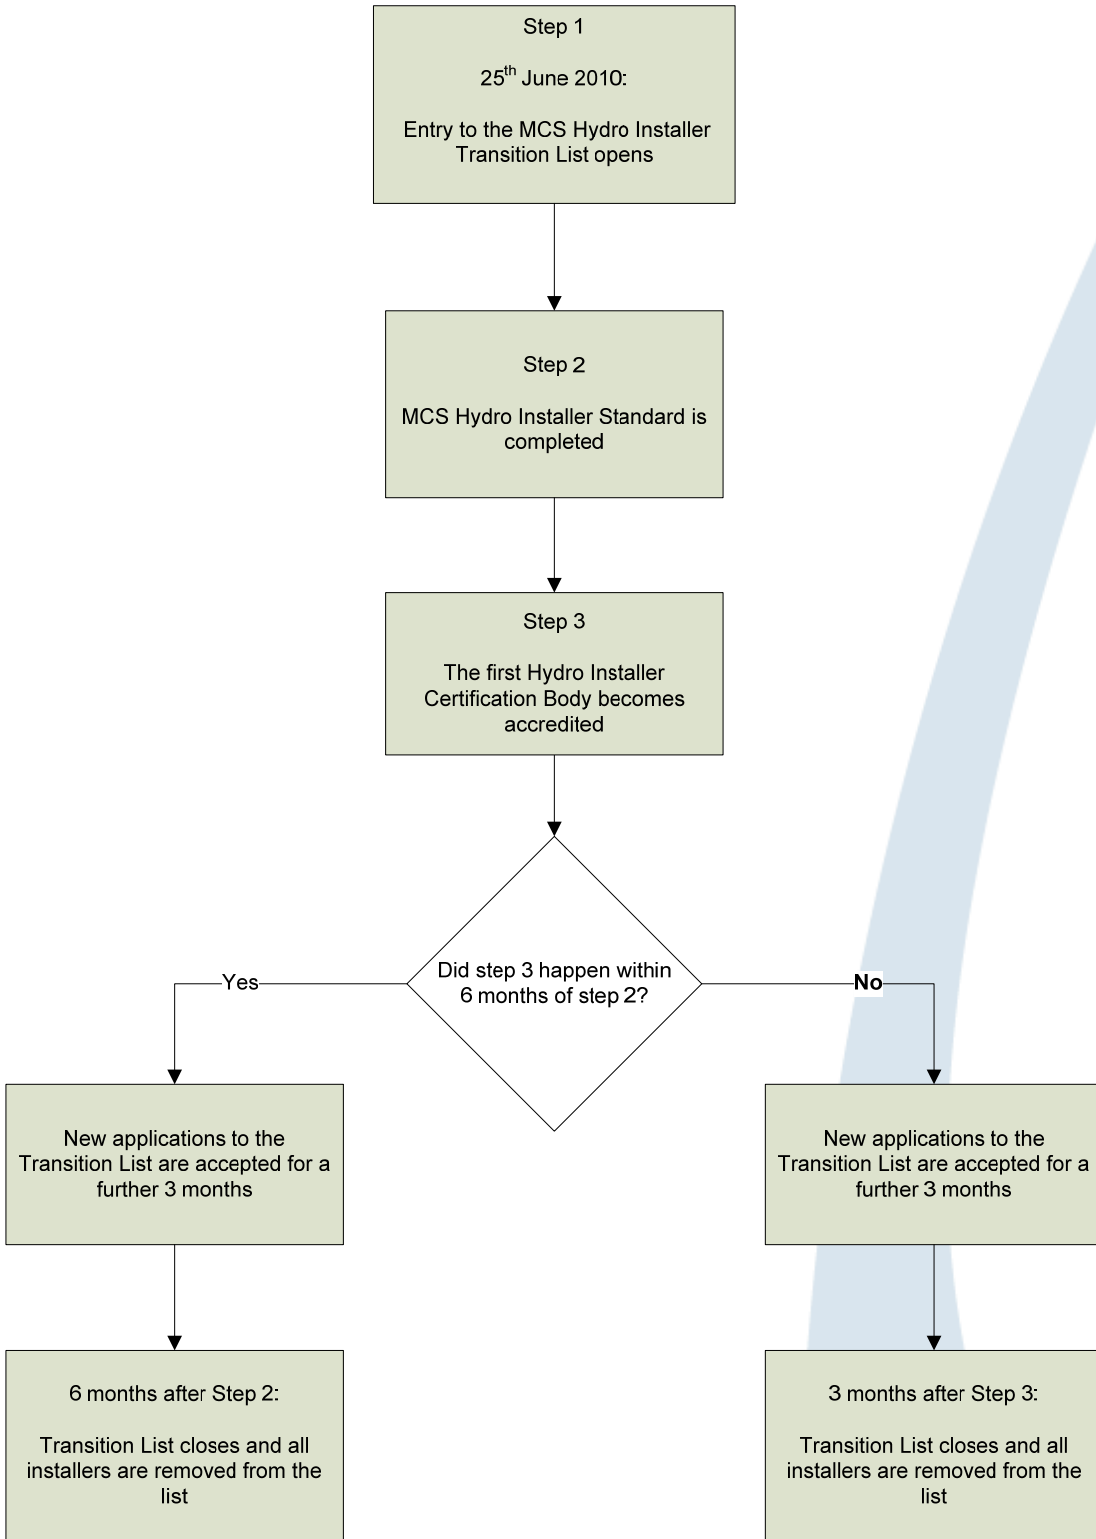 Step 1
25th June 2010:
Entry to the MCS Hydro Installer
Transition List opens
Step 2
MCS Hydro Installer Standard is
completed
Step 3
The first Hydro Installer
Certification Body becomes
accredited
Did step 3 happen within
6 months of step 2?
Yes
No
New applications to the
Transition List are accepted for a
further 3 months
New applications to the
Transition List are accepted for a
further 3 months
6 months after Step 2:
Transition List closes and all
installers are removed from the
list
3 months after Step 3:
Transition List closes and all
installers are removed from the
list